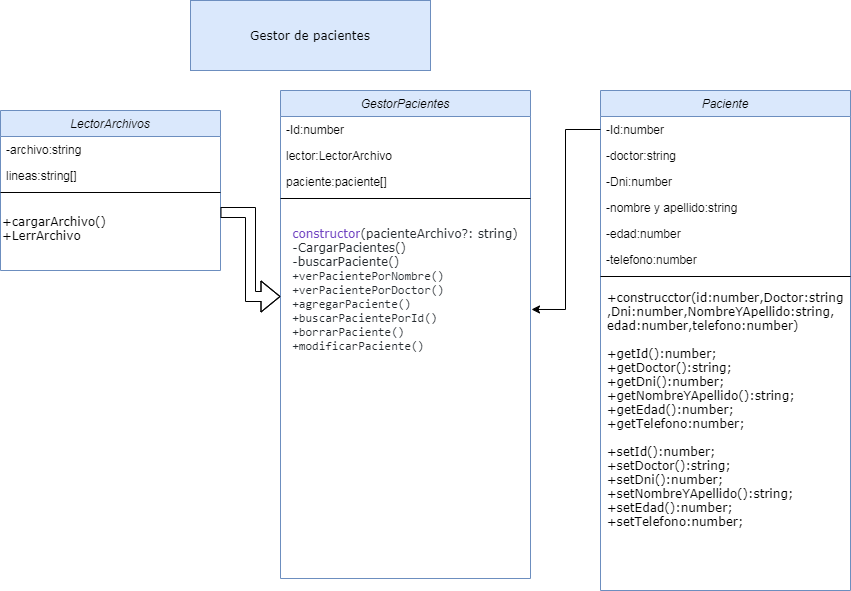 Gestor de pacientes
LectorArchivos
-archivo:string
lineas:string[]
+cargarArchivo()
+LerrArchivo
GestorPacientes
-Id:number
lector:LectorArchivo
paciente:paciente[]
constructor(pacienteArchivo?: string)
-CargarPacientes()
-buscarPaciente()
+verPacientePorNombre()
+verPacientePorDoctor()
+agregarPaciente()
+buscarPacientePorId()
+borrarPaciente()
+modificarPaciente()
Paciente
-Id:number
-doctor:string
-Dni:number
-nombre y apellido:string
-edad:number
-telefono:number
+construcctor(id:number,Doctor:string
,Dni:number,NombreYApellido:string,
edad:number,telefono:number)
+getId():number;
+getDoctor():string;
+getDni():number;
+getNombreYApellido():string;
+getEdad():number;
+getTelefono:number;
+setId():number;
+setDoctor():string;
+setDni():number;
+setNombreYApellido():string;
+setEdad():number;
+setTelefono:number;